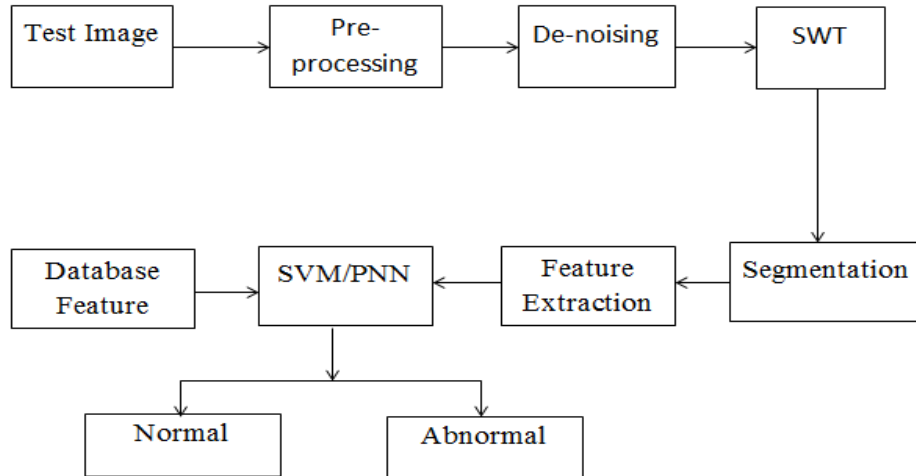 Test Image
Pre-
processing
De-noising
SWT
Database
Feature
SVM/PNN
Feature
Extraction
Segmentation
Normal
Abnormal